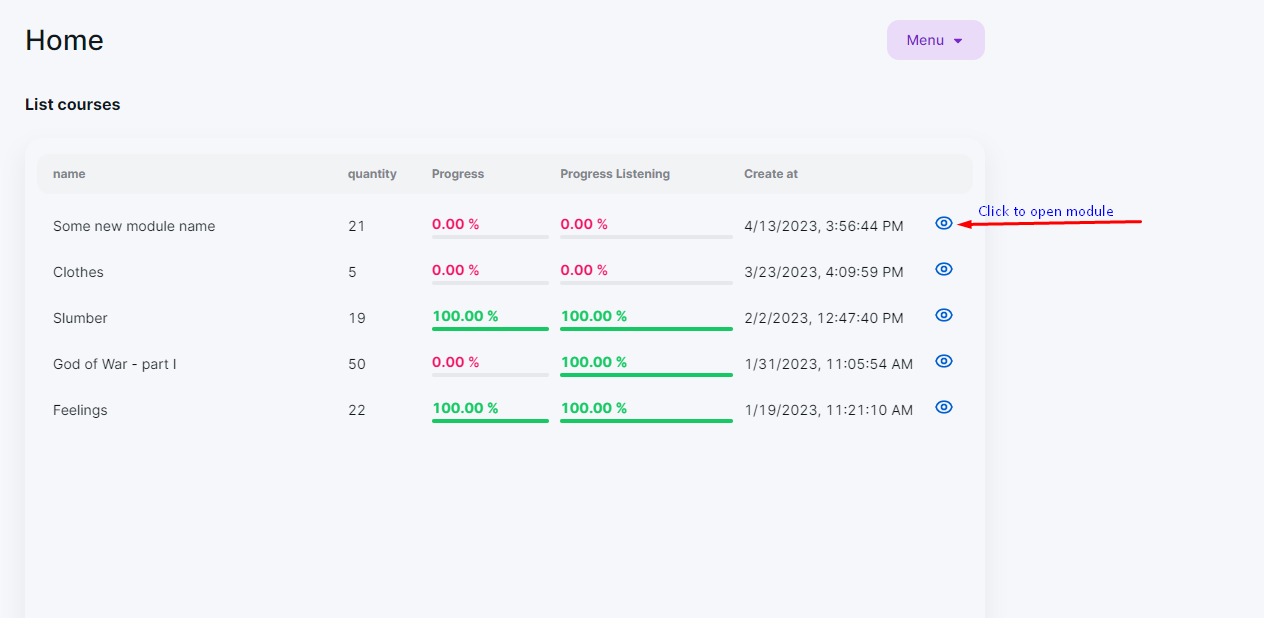 Home
Menu
List courses
name quantity Progress Progress Listening Create at
Click to open module
Some new module name 21 0.00 % 0.00 % 4/13/2023, 3:56:44 PM
Clothes 5 0.00 % 0.00 % 3/23/2023, 4:09:59 PM
Slumber 19 100.00 % 100.00 % 2/2/2023, 12:47:40 PM
God of War - part I 50 0.00 % 100.00 % 1/31/2023, 11:05:54 AM
Feelings 22 100.00 % 100.00 % 1/19/2023, 11:21:10 AM